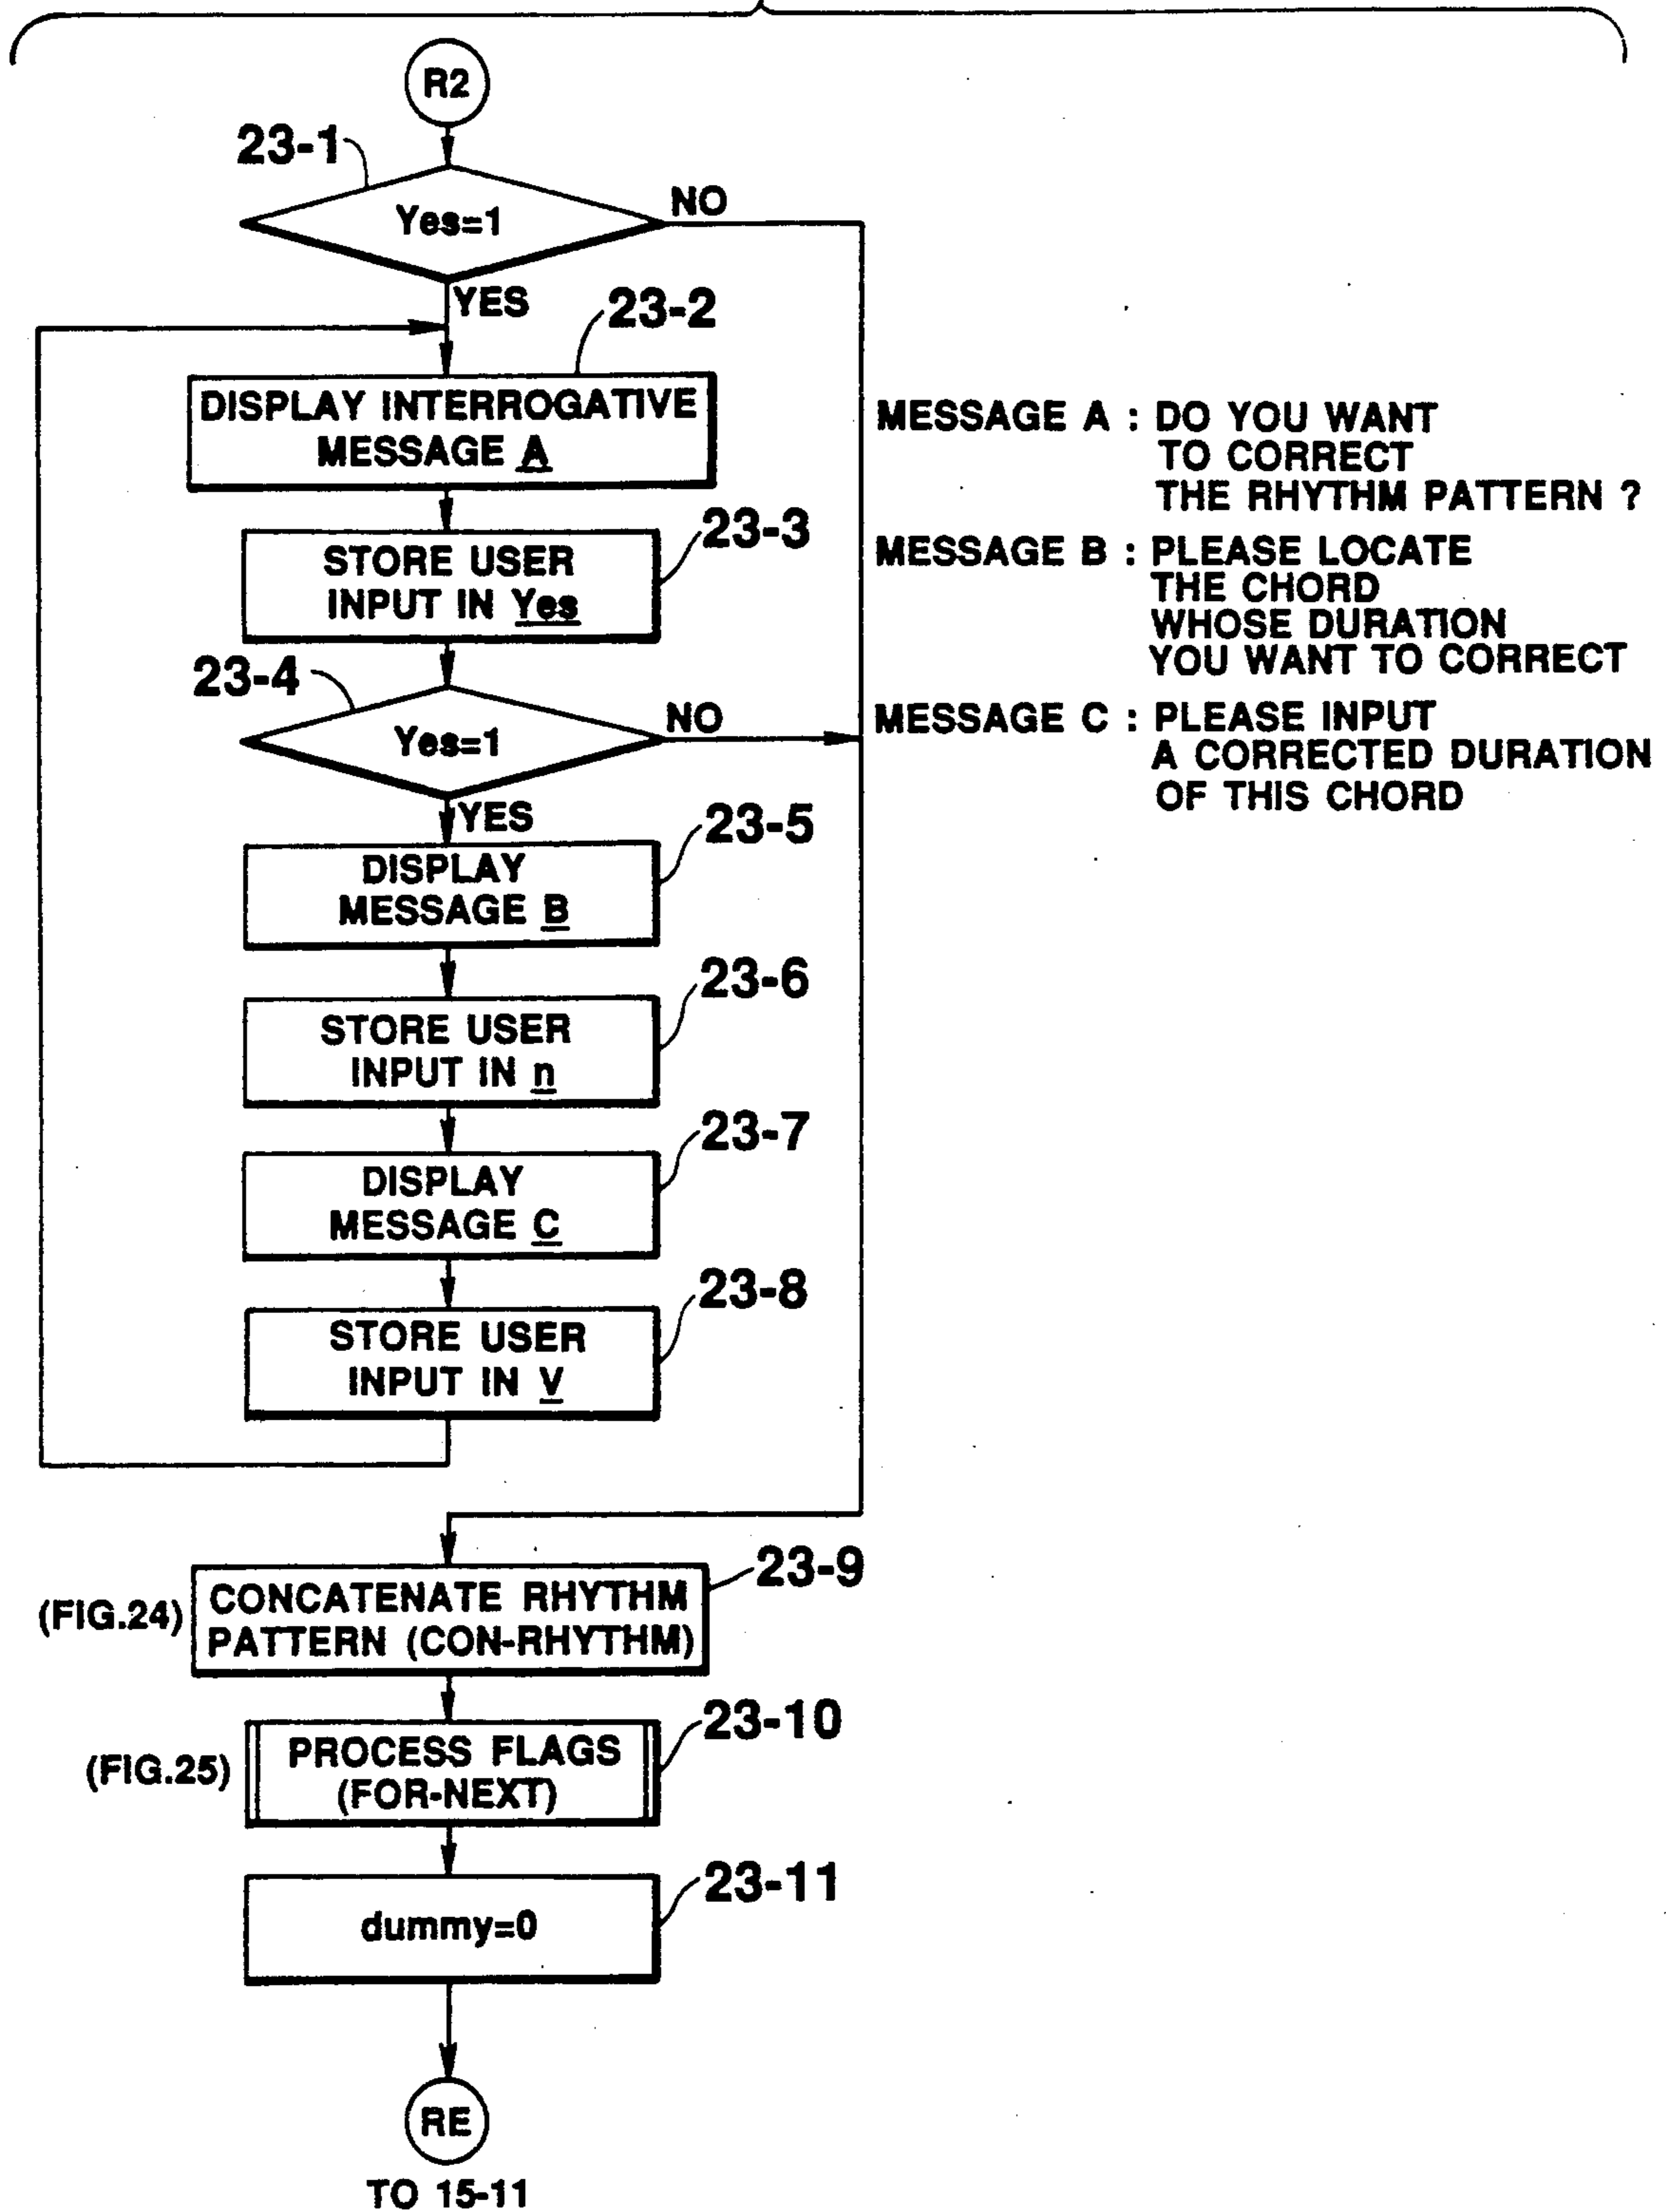 R2
23-1
Yes=1
NO
YES
23-2
DISPLAY INTERROGATIVE
MESSAGE A
23-3
STORE USER
INPUT IN Yes
23-4
Yes=1
NO
YES
23-5
DISPLAY
MESSAGE B
23-6
STORE USER
INPUT IN n
23-7
DISPLAY
MESSAGE C
23-8
STORE USER
INPUT IN V
MESSAGE A : DO YOU WANT
TO CORRECT
THE RHYTHM PATTERN ?
MESSAGE B : PLEASE LOCATE
THE CHORD
WHOSE DURATION
YOU WANT TO CORRECT
MESSAGE C : PLEASE INPUT
A CORRECTED DURATION
OF THIS CHORD
23-9
(FIG.24)
CONCATENATE RHYTHM
PATTERN (CON-RHYTHM)
23-10
(FIG.25)
PROCESS FLAGS
(FOR-NEXT)
23-11
dummy=0
RE
TO 15-11